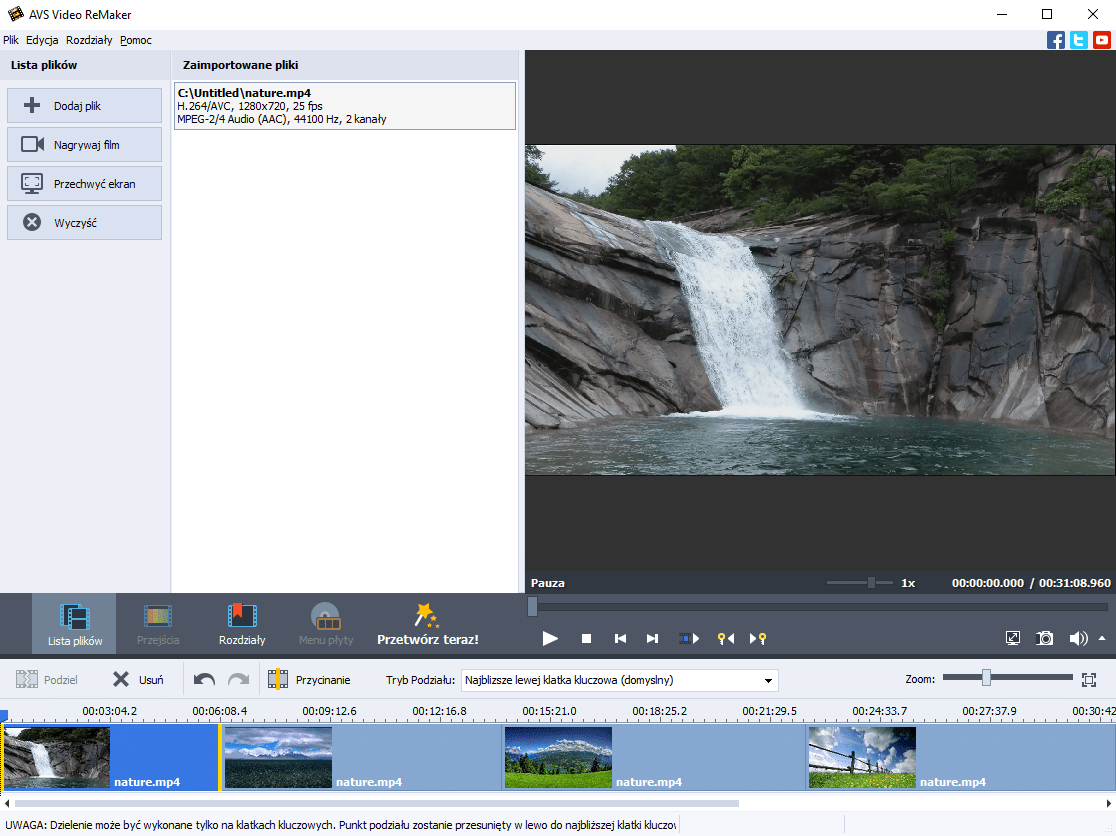 AVS Video ReMaker
Plik Edycja Rozdziały Pomoc
Lista plików
Zaimportowane pliki
Dodaj plik
Nagrywaj film
Przechwyć ekran
Wyczyść
C:\Untitled\nature.mp4
H.264/AVC, 1280x720, 25 fps
MPEG-2/4 Audio (AAC), 44100 Hz, 2 kanały
Pauza
1x
00:00:00.000 / 00:31:08.960
Lista plików
Przejścia
Rozdziały
Menu płyty
Przetwórz teraz!
Podziel
Usuń
Przycinanie
Tryb Podziału:
Najblizsze lewej klatka kluczowa (domyslny)
Zoom:
00:03:04.2 00:06:08.4 00:09:12.6 00:12:16.8 00:15:21.0 00:18:25.2 00:21:29.5 00:24:33.7 00:27:37.9 00:30:42
nature.mp4
nature.mp4
nature.mp4
nature.mp4
UWAGA: Dzielenie może być wykonane tylko na klatkach kluczowych. Punkt podziału zostanie przesunięty w lewo do najbliższej klatki kluczow